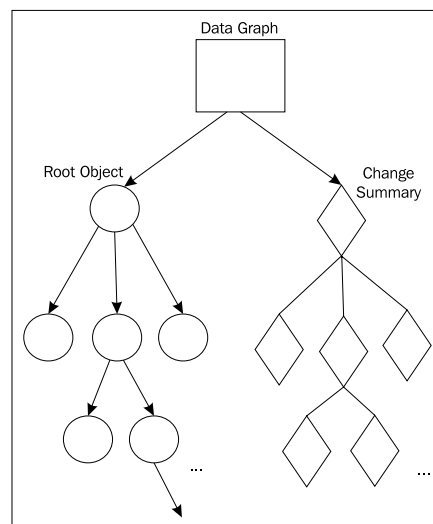 Data Graph
Root Object
Change
Summary
...
...